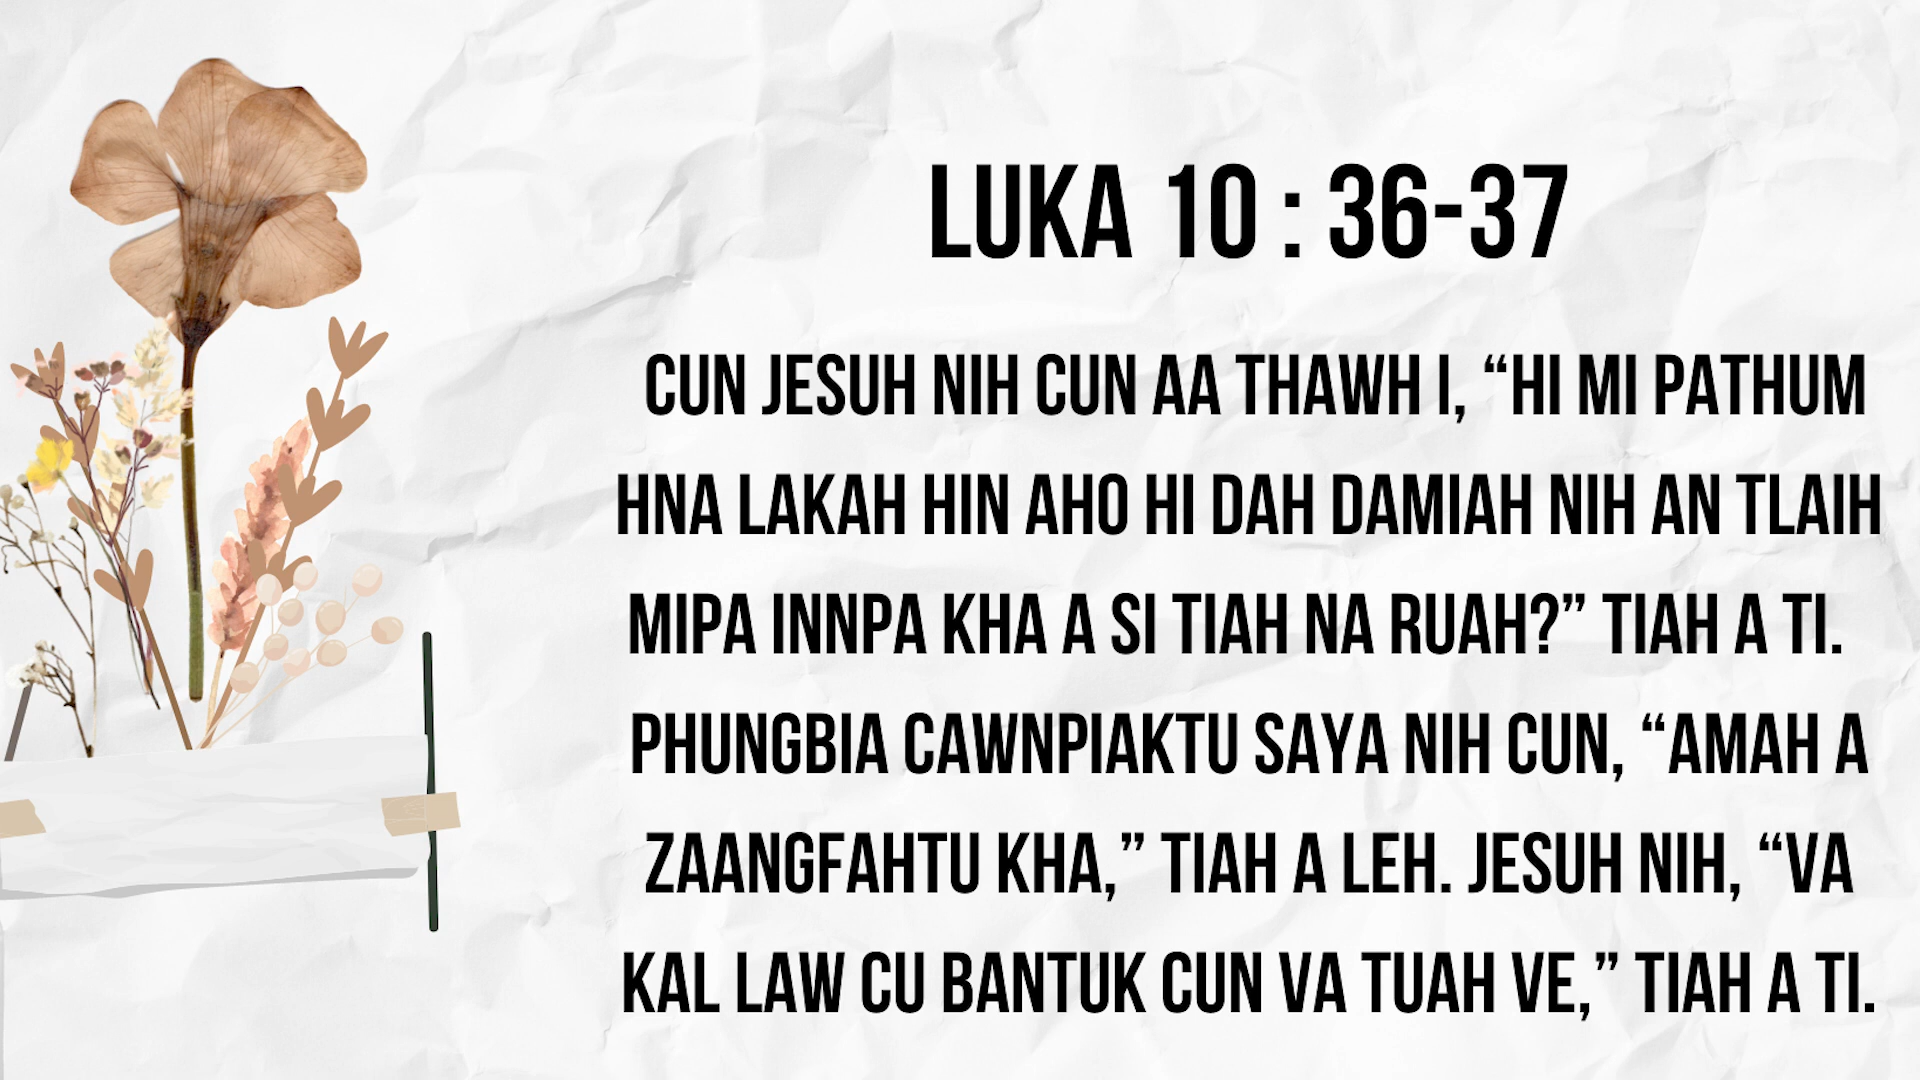 LUKA 10 : 36-37
CUN JESUH NIH CUN AA THAWH I, “HI MI PATHUM
HNA LAKAH HIN AHO HI DAH DAMIAH NIH AN TLAIH
MIPA INNPA KHA A SI TIAH NA RUAH?” TIAH A TI.
PHUNGBIA CAWNPIAKTU SAYA NIH CUN, “AMAH A
ZAANGFAHTU KHA,” TIAH A LEH. JESUH NIH, “VA
KAL LAW CU BANTUK CUN VA TUAH VE,” TIAH A TI.